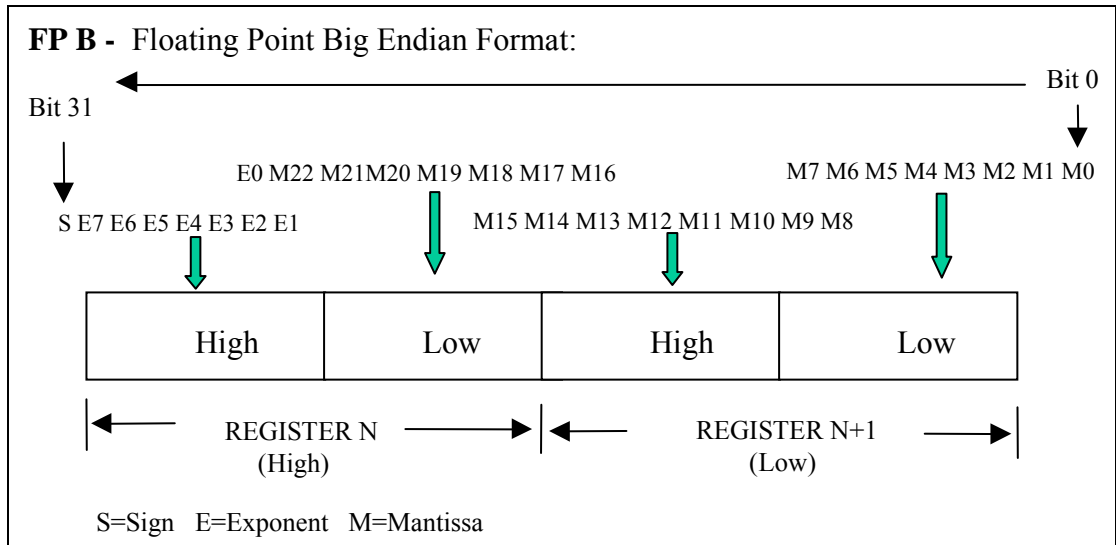 FP B - Floating Point Big Endian Format:
Bit 0
Bit 31
E0 M22 M21M20 M19 M18 M17 M16
M7 M6 M5 M4 M3 M2 M1 M0
S E7 E6 E5 E4 E3 E2 E1
M15 M14 M13 M12 M11 M10 M9 M8
High Low High Low
REGISTER N REGISTER N+1
(High) (Low)
S=Sign E=Exponent M=Mantissa